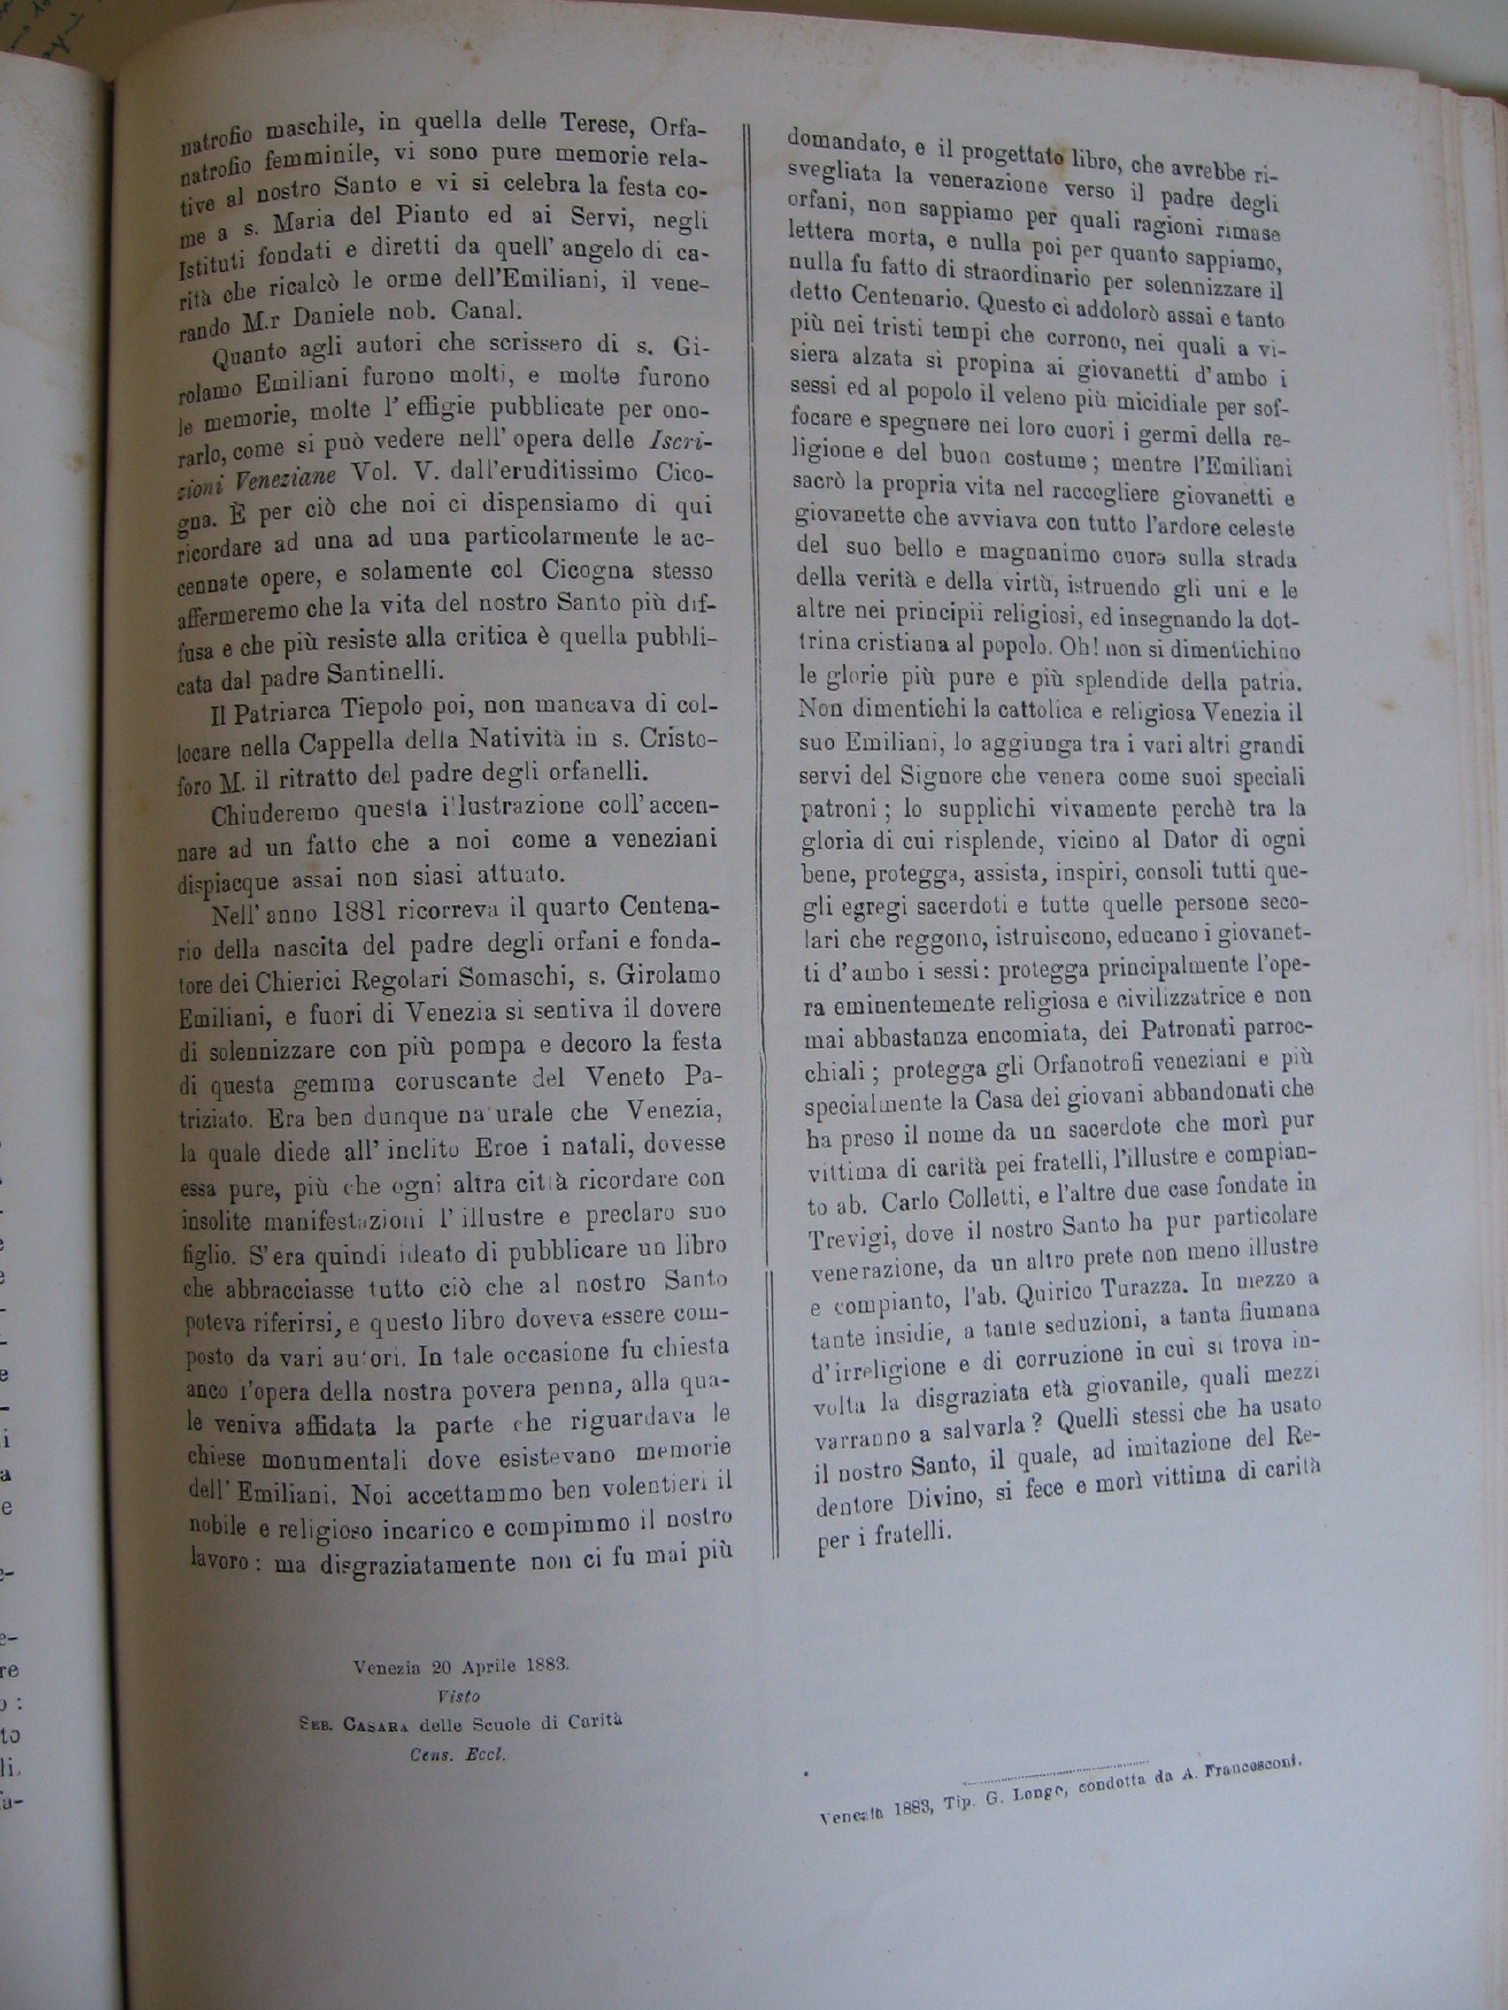 natrofio maschile, in quella delle Terese, Orfa-
natrofio femminile, vi sono pure memorie rela-
tive al nostro Santo e vi si celebra la festa co-
me a s. Maria del Pianto ed ai Servi, negli
Istituti fondati e diretti da quell' angelo di ca-
rità che ricalcò le orme dell'Emiliani, il vene-
rando M.r Daniele nob. Canal.
Quanto agli autori che scrissero di s. Gi-
rolamo Emiliani furono molti, e molte furono
le memorie, molte l' effigie pubblicate per ono-
rarlo, come si può vedere nell' opera delle Iscri-
zioni Veneziane Vol. V. dall'eruditissimo Cico-
gna. È per ciò che noi ci dispensiamo di qui
ricordare ad una ad una particolarmente le ac-
cennate opere, e solamente col Cicogna stesso
affermeremo che la vita del nostro Santo più dif-
fusa e che più resiste alla critica è quella pubbli-
cata dal padre Santinelli.
Il Patriarca Tiepolo poi, non mancava di col-
locare nella Cappella della Natività in s. Cristo-
foro M. il ritratto del padre degli orfanelli.
Chiuderemo questa illustrazione coll' accen-
nare ad un fatto che a noi come a veneziani
dispiacque assai non siasi attuato.
Nell' anno 1881 ricorreva il quarto Centena-
rio della nascita del padre degli orfani e fonda-
tore dei Chierici Regolari Somaschi, s. Girolamo
Emiliani, e fuori di Venezia si sentiva il dovere
di solennizzare con più pompa e decoro la festa
di questa gemma coruscante del Veneto Pa-
triziato. Era ben dunque naturale che Venezia,
la quale diede all' inclito Eroe i natali, dovesse
essa pure, più che ogni altra città ricordare con
insolite manifestazioni l' illustre e preclaro suo
figlio. S'era quindi ideato di pubblicare un libro
che abbracciasse tutto ciò che al nostro Santo
poteva riferirsi, e questo libro doveva essere com-
posto da vari autori. In tale occasione fu chiesta
anco l'opera della nostra povera penna, alla qua-
le veniva affidata la parte che riguardava le
chiese monumentali dove esistevano memorie
dell' Emiliani. Noi accettammo ben volentieri il
nobile e religioso incarico e compimmo il nostro
lavoro : ma disgraziatamente non ci fu mai più
Venezia 20 Aprile 1883.
Visto
SEB. CASARA delle Scuole di Carità
Cens. Eccl.
domandato, e il progettato libro, che avrebbe ri-
svegliata la venerazione verso il padre degli
orfani, non sappiamo per quali ragioni rimase
lettera morta, e nulla poi per quanto sappiamo,
nulla fu fatto di straordinario per solennizzare il
detto Centenario. Questo ci addolorò assai e tanto
più nei tristi tempi che corrono, nei quali a vi-
siera alzata si propina ai giovanetti d' ambo i
sessi ed al popolo il veleno più micidiale per sof-
focare e spegnere nei loro cuori i germi della re-
ligione e del buon costume ; mentre l'Emiliani
sacrò la propria vita nel raccogliere giovanetti e
giovanette che avviava con tutto l'ardore celeste
del suo bello e magnanimo cuore sulla strada
della verità e della virtù, istruendo gli uni e le
altre nei principii religiosi, ed insegnando la dot-
trina cristiana al popolo. Oh! non si dimentichino
le glorie più pure e più splendide della patria.
Non dimentichi la cattolica e religiosa Venezia il
suo Emiliani, lo aggiunga tra i vari altri grandi
servi del Signore che venera come suoi speciali
patroni ; lo supplichi vivamente perchè tra la
gloria di cui risplende, vicino al Dator di ogni
bene, protegga, assista, inspiri, consoli tutti que-
gli egregi sacerdoti e tutte quelle persone seco-
lari che reggono, istruiscono, educano i giovanet-
ti d' ambo i sessi : protegga principalmente l'ope-
ra eminentemente religiosa e civilizzatrice e non
mai abbastanza encomiata, dei Patronati parroc-
chiali ; protegga gli Orfanotrofi veneziani e più
specialmente la Casa dei giovani abbandonati che
ha preso il nome da un sacerdote che morì pur
vittima di carità pei fratelli, l'illustre e compian-
to ab. Carlo Colletti, e l'altre due case fondate in
Trevigi, dove il nostro Santo ha pur particolare
venerazione, da un altro prete non meno illustre
e compianto, l'ab. Quirico Turazza. In mezzo a
tante insidie, a tante seduzioni, a tanta fiumana
d' irreligione e di corruzione in cui si trova in-
volta la disgraziata età giovanile, quali mezzi
varranno a salvarla ? Quelli stessi che ha usato
il nostro Santo, il quale, ad imitazione del Re-
dentore Divino, si fece e morì vittima di carità
per i fratelli.
Venezia 1883, Tip. G. Longo, condotta da A. Francesconi.